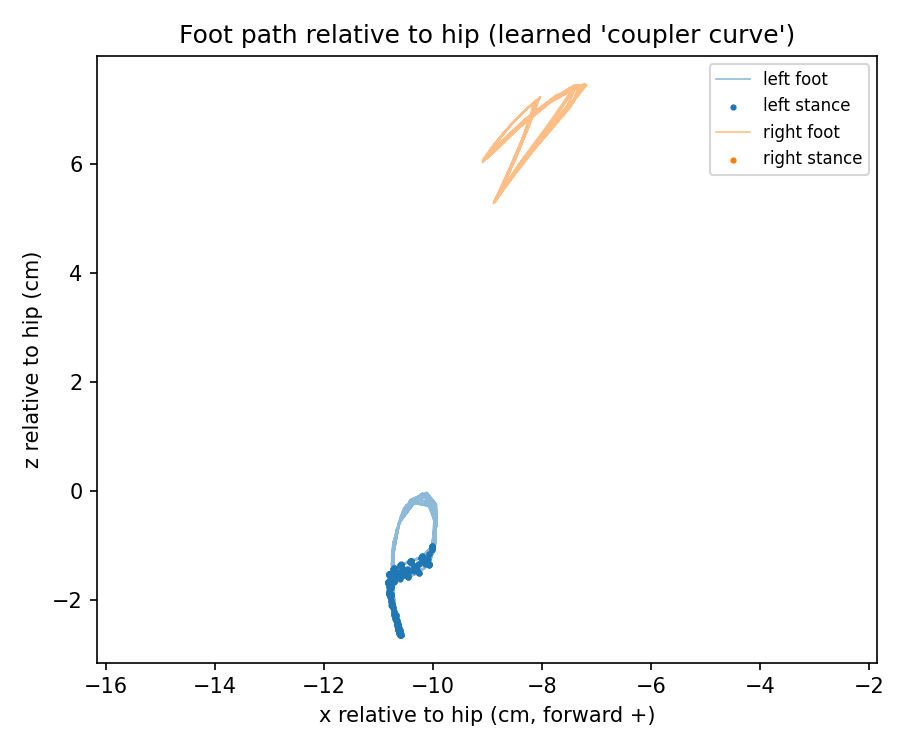 Foot path relative to hip (learned 'coupler curve')
left foot
left stance
right foot
right stance
z relative to hip (cm)
6
4
2
0
−2
−16
−14
−12
−10
−8
−6
−4
−2
x relative to hip (cm, forward +)